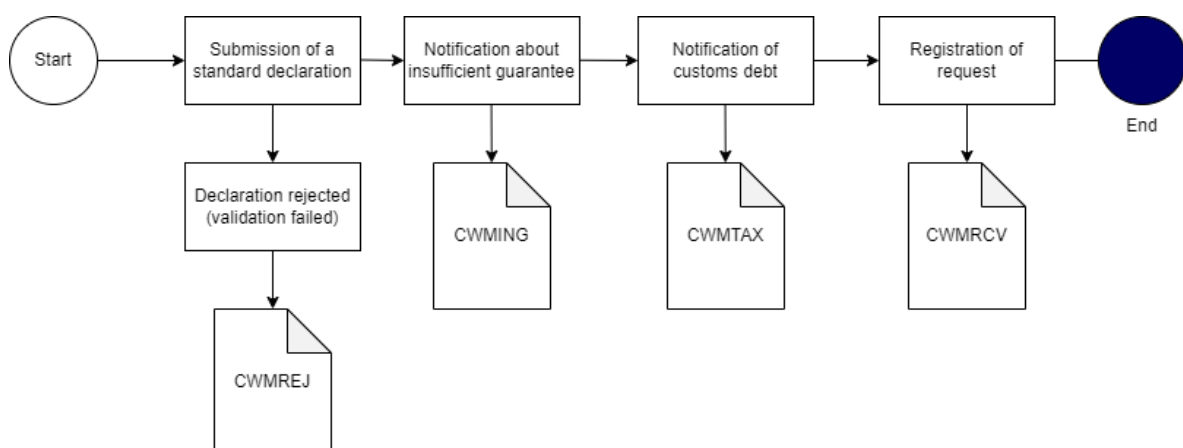 Start
Submission of a
standard declaration
Notification about
insufficient guarantee
Notification of
customs debt
Registration of
request
End
Declaration rejected
(validation failed)
CWMING
CWMTAX
CWMRCV
CWMREJ